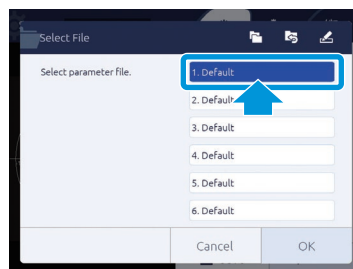 Select File
Select parameter file.
1. Default
2. Default
3. Default
4. Default
5. Default
6. Default
Cancel
OK